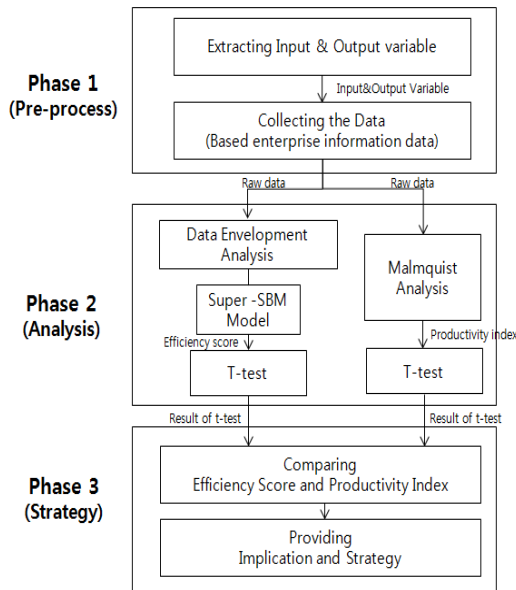 Phase 1
(Pre-process)
Extracting Input & Output variable
Input&Output Variable
Collecting the Data
(Based enterprise information data)
Raw data
Raw data
Phase 2
(Analysis)
Data Envelopment
Analysis
Super -SBM
Model
Efficiency score
T-test
Malmquist
Analysis
Productivity index
T-test
Result of t-test
Result of t-test
Phase 3
(Strategy)
Comparing
Efficiency Score and Productivity Index
Providing
Implication and Strategy